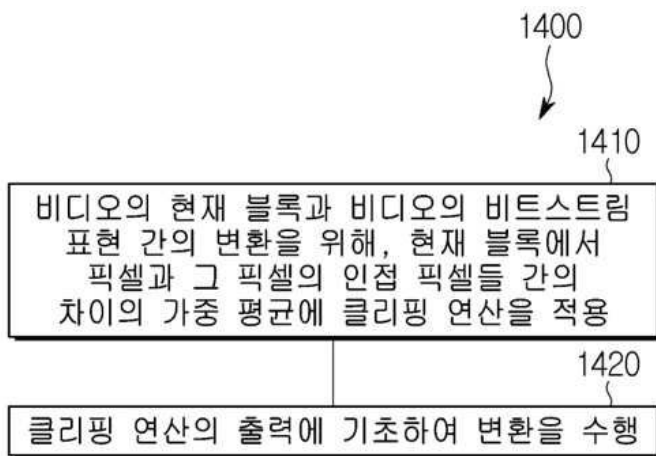 1400
1410
비디오의 현재 블록과 비디오의 비트스트림
표현 간의 변환을 위해, 현재 블록에서
픽셀과 그 픽셀의 인접 픽셀들 간의
차이의 가중 평균에 클리핑 연산을 적용
1420
클리핑 연산의 출력에 기초하여 변환을 수행